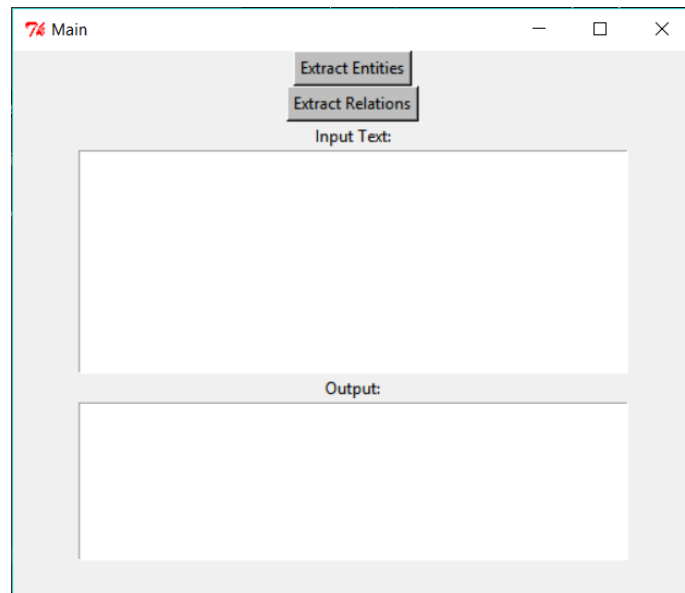 Main
Extract Entities
Extract Relations
Input Text:
Output: